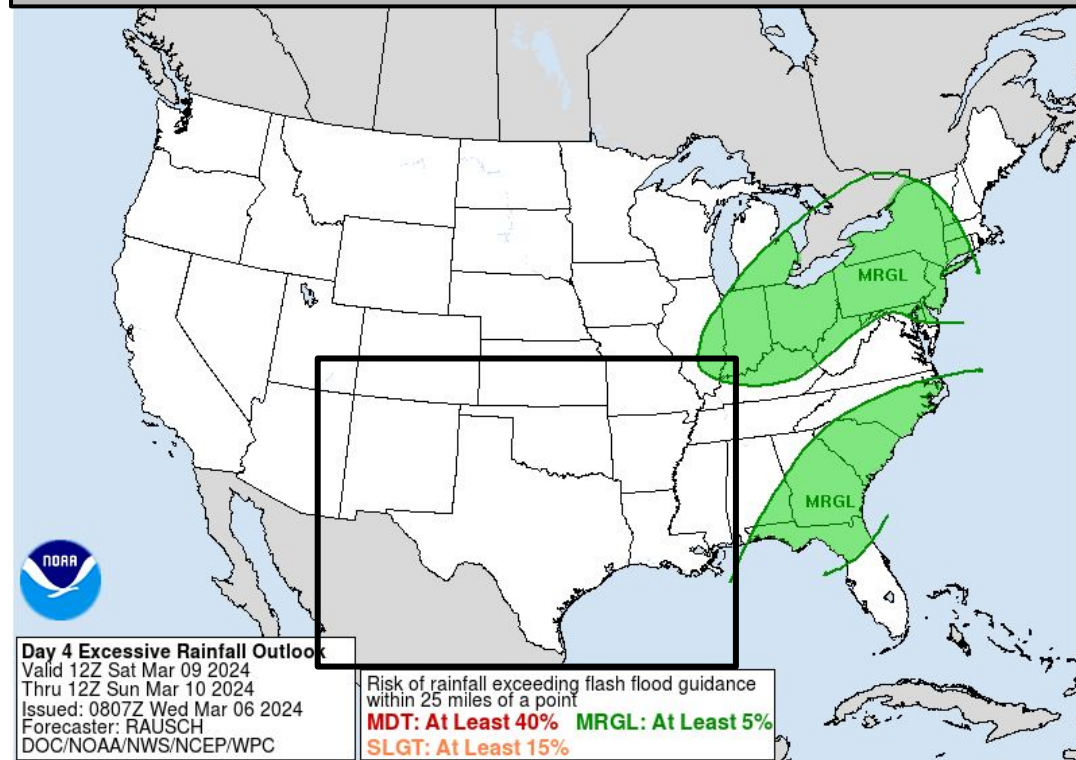 MRGL
MRGL
NOAA
Day 4 Excessive Rainfall Outlook
Valid 12Z Sat Mar 09 2024
Thru 12Z Sun Mar 10 2024
Issued: 0807Z Wed Mar 06 2024
Forecaster: RAUSCH
DOC/NOAA/NWS/NCEP/WPC
Risk of rainfall exceeding flash flood guidance
within 25 miles of a point
MDT: At Least 40% MRGL: At Least 5%
SLGT: At Least 15%